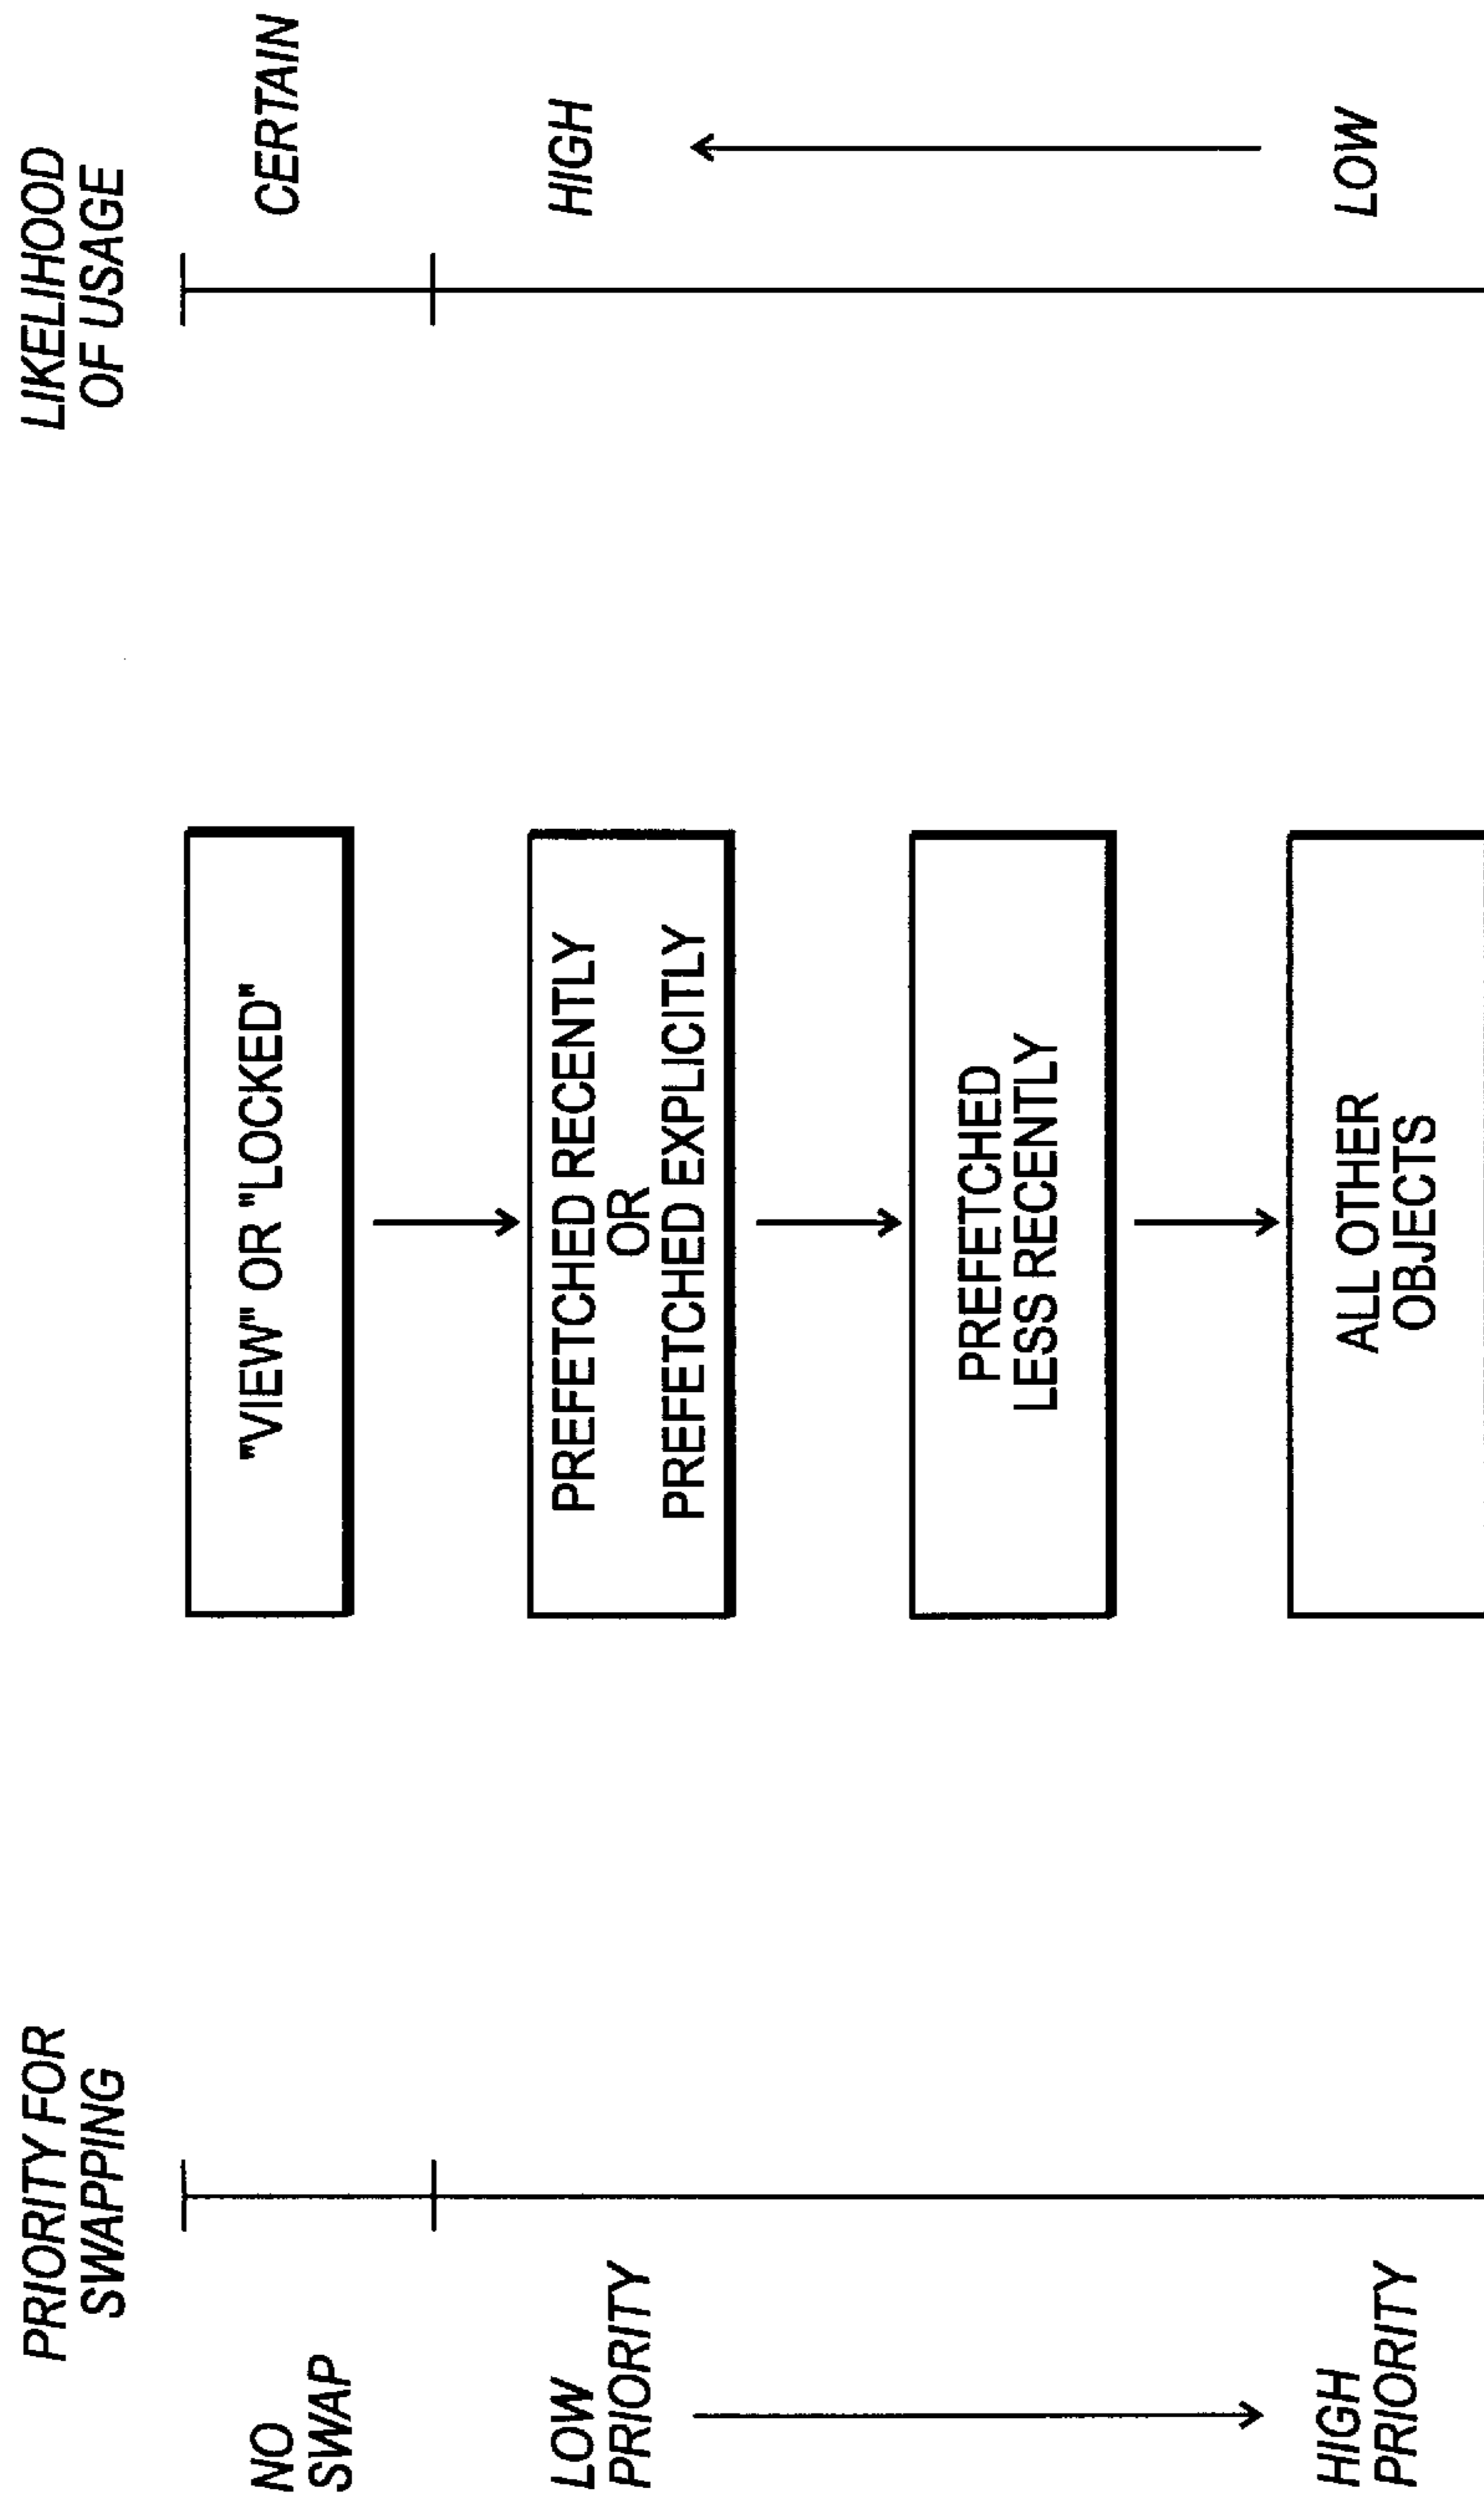 PRIORITY FOR
SWAPPING
LIKELIHOOD
OF USAGE
NO
SWAP
"VIEW" OR "LOCKED"
CERTAIN
LOW
PRIORITY
PREFETCHED RECENTLY
OR
PREFETCHED EXPLICITLY
HIGH
PREFETCHED
LESS RECENTLY
HIGH
PRIORITY
ALL OTHER
OBJECTS
LOW